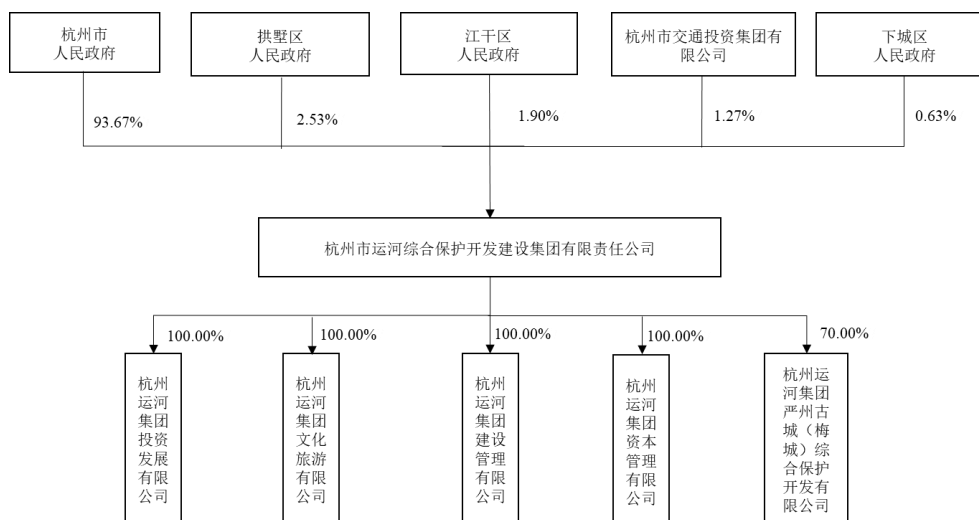 杭州市
人民政府
拱墅区
人民政府
江干区
人民政府
杭州市交通投资集团有
限公司
下城区
人民政府
93.67%
2.53%
1.90%
1.27%
0.63%
杭州市运河综合保护开发建设集团有限责任公司
100.00%
100.00%
100.00%
100.00%
70.00%
杭州
运河
集团
投资
发展
有限
公司
杭州
运河
集团
文化
旅游
有限
公司
杭州
运河
集团
建设
管理
有限
公司
杭州
运河
集团
资本
管理
有限
公司
杭州运
河集团
严州古
城（梅
城）综
合保护
开发有
限公司